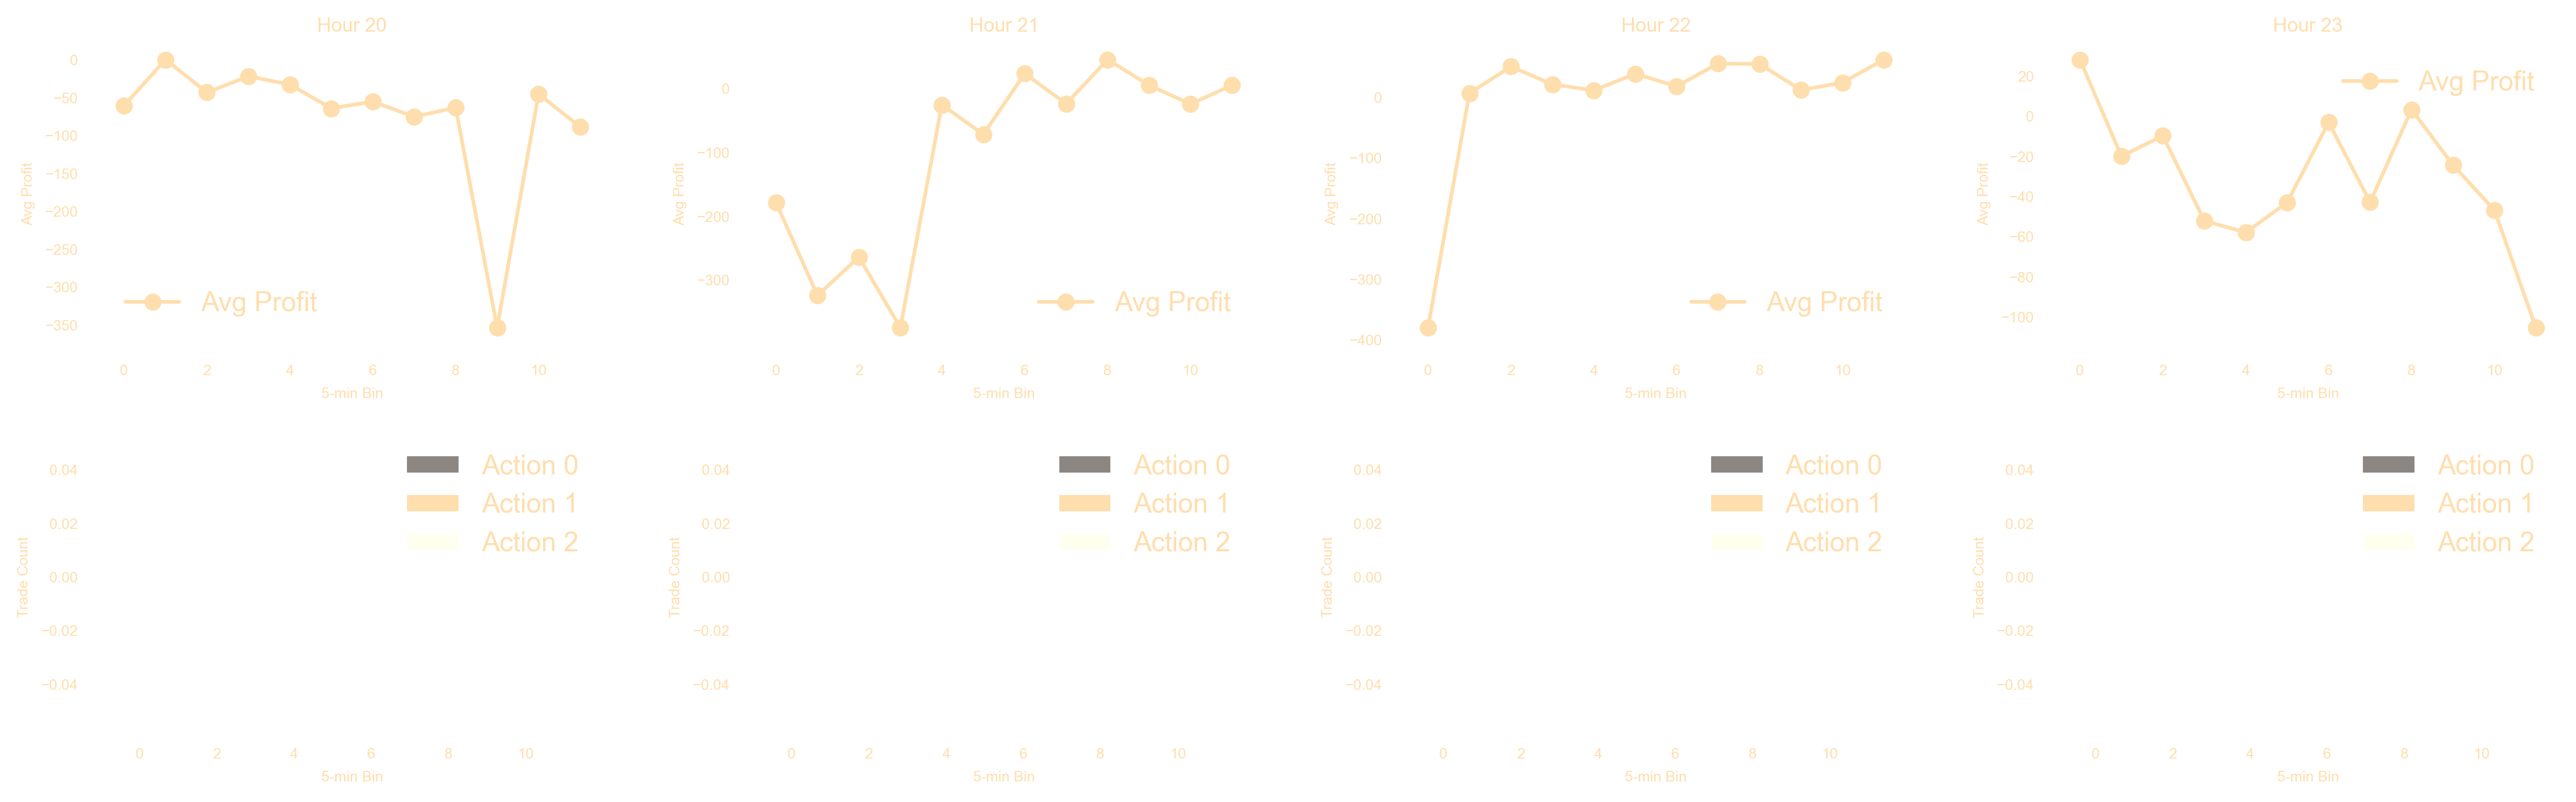 Hour 20
0
−50
−100
−150
−200
−250
−300
−350
Avg Profit
Avg Profit
0 2 4 6 8 10
5-min Bin
Hour 21
0
−100
−200
−300
Avg Profit
Avg Profit
0 2 4 6 8 10
5-min Bin
Hour 22
0
−100
−200
−300
−400
Avg Profit
Avg Profit
0 2 4 6 8 10
5-min Bin
Hour 23
20
0
−20
−40
−60
−80
−100
Avg Profit
Avg Profit
0 2 4 6 8 10
5-min Bin
0.04
0.02
0.00
−0.02
−0.04
Trade Count
Action 0
Action 1
Action 2
0 2 4 6 8 10
5-min Bin
0.04
0.02
0.00
−0.02
−0.04
Trade Count
Action 0
Action 1
Action 2
0 2 4 6 8 10
5-min Bin
0.04
0.02
0.00
−0.02
−0.04
Trade Count
Action 0
Action 1
Action 2
0 2 4 6 8 10
5-min Bin
0.04
0.02
0.00
−0.02
−0.04
Trade Count
Action 0
Action 1
Action 2
0 2 4 6 8 10
5-min Bin